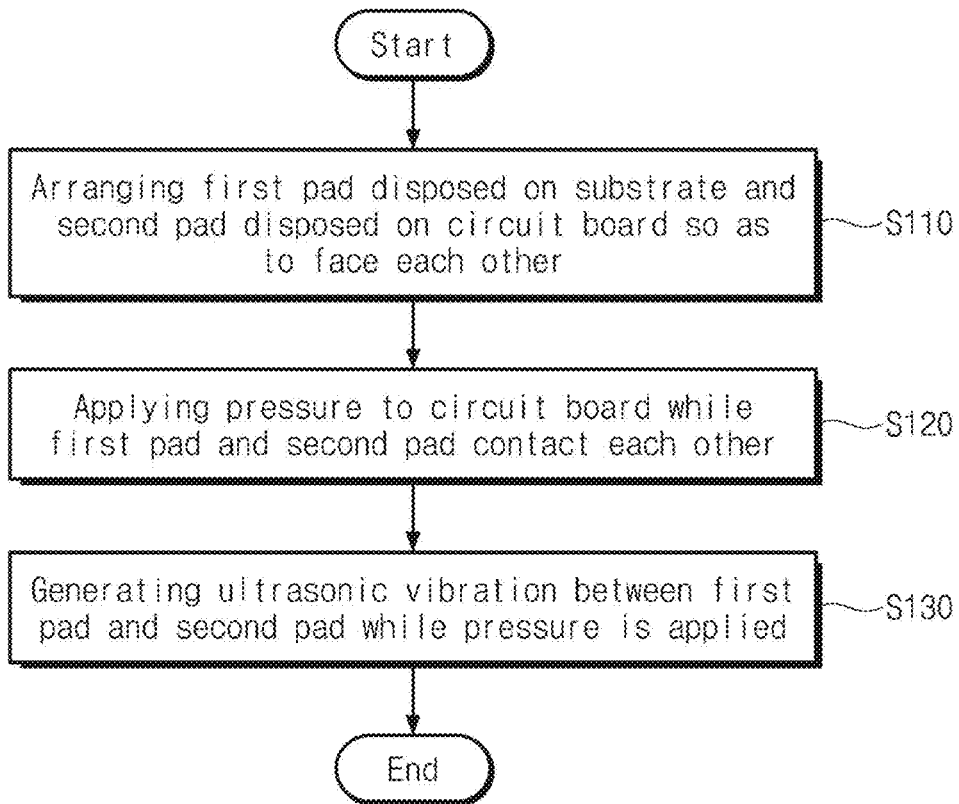 Start
Arranging first pad disposed on substrate and
second pad disposed on circuit board so as
to face each other
S110
Applying pressure to circuit board while
first pad and second pad contact each other
S120
Generating ultrasonic vibration between first
pad and second pad while pressure is applied
S130
End